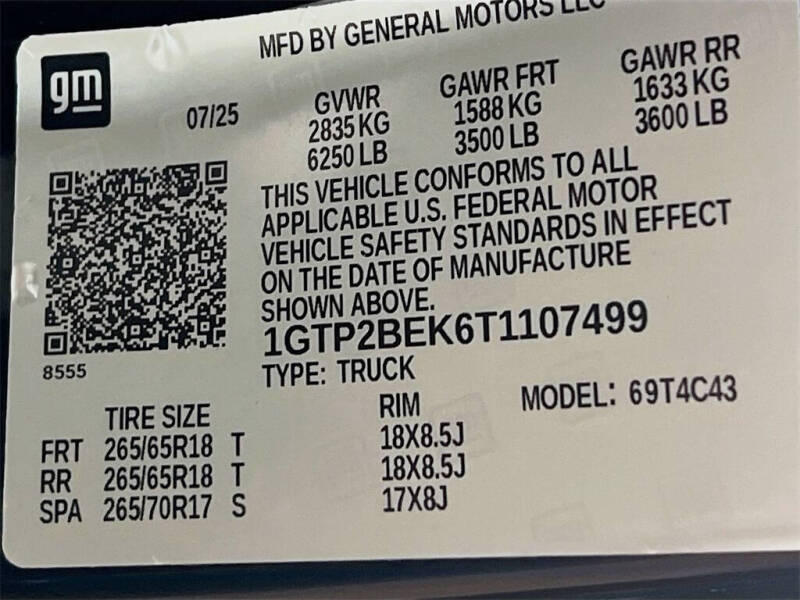 MFD BY GENERAL MOTORS LLC
gm
07/25
GVWR
2835 KG
6250 LB
GAWR FRT
1588 KG
3500 LB
GAWR RR
1633 KG
3600 LB
THIS VEHICLE CONFORMS TO ALL
APPLICABLE U.S. FEDERAL MOTOR
VEHICLE SAFETY STANDARDS IN EFFECT
ON THE DATE OF MANUFACTURE
SHOWN ABOVE.
1GTP2BEK6T1107499
8555
TYPE: TRUCK
MODEL: 69T4C43
TIRE SIZE RIM
FRT 265/65R18 T 18X8.5J
RR 265/65R18 T 18X8.5J
SPA 265/70R17 S 17X8J